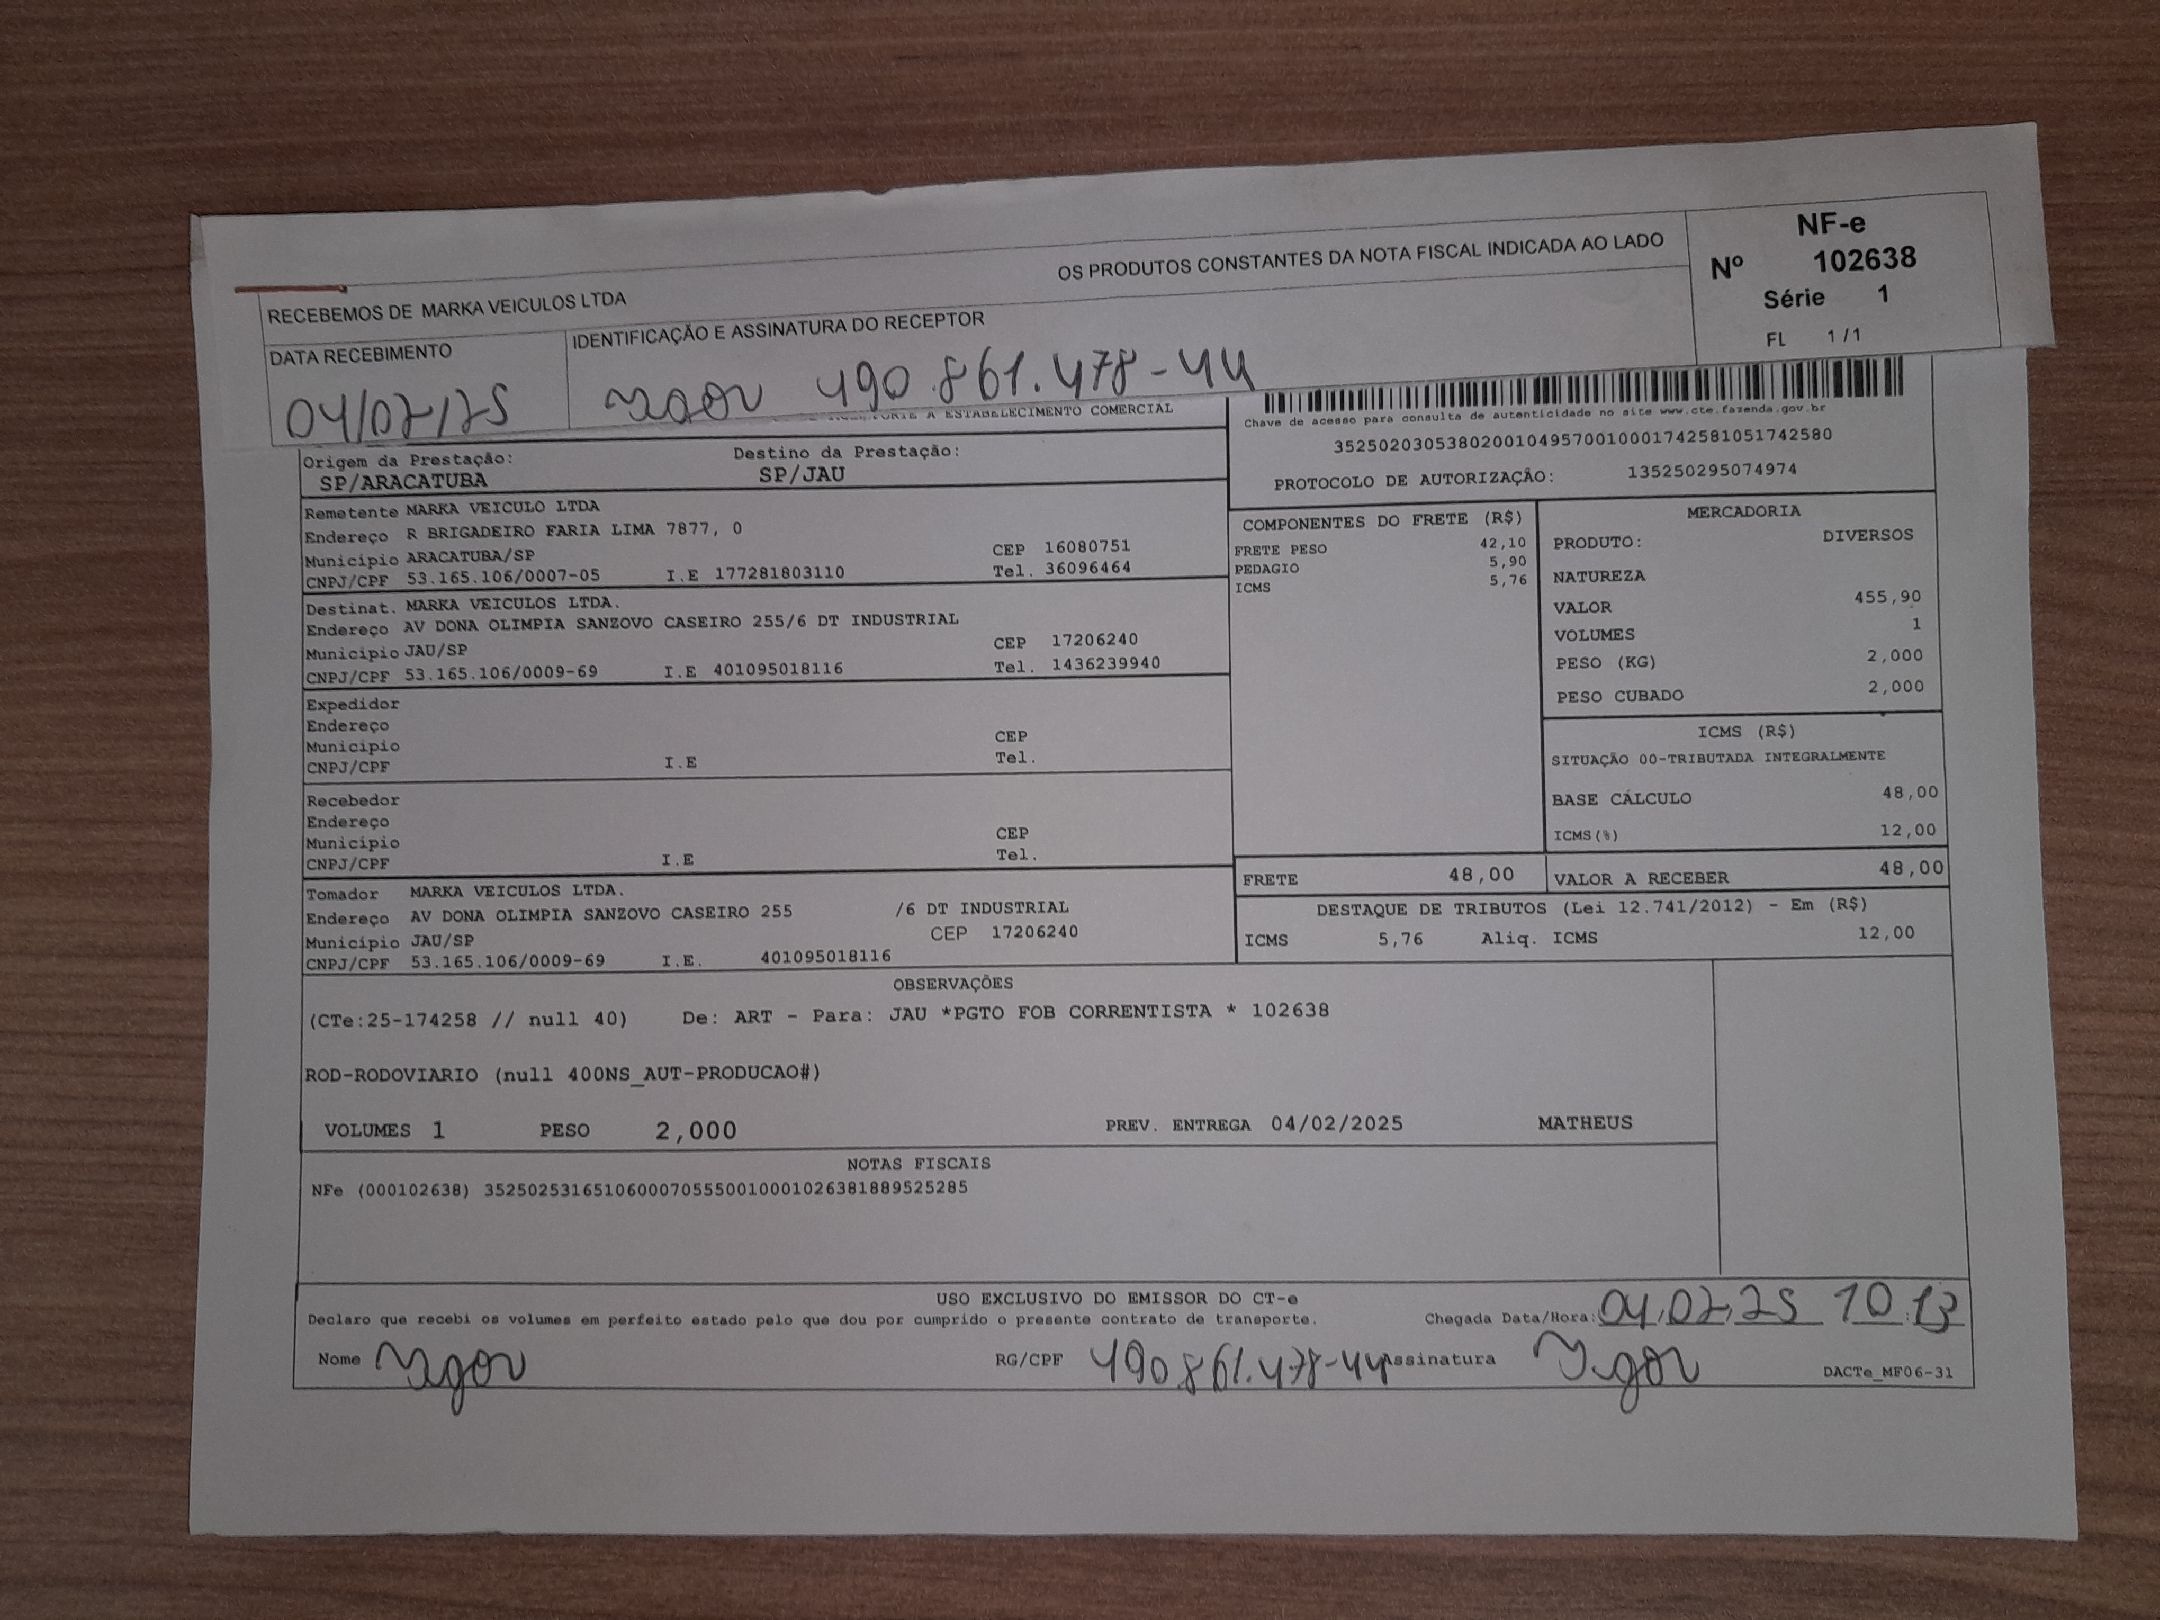 RECEBEMOS DE MARKA VEICULOS LTDA OS PRODUTOS CONSTANTES DA NOTA FISCAL INDICADA AO LADO
NF-e
Nº 102638
Série 1
FL 1/1
DATA RECEBIMENTO
04/02/25
IDENTIFICAÇÃO E ASSINATURA DO RECEPTOR
Ygor 490.861.478-44
A ESTABELECIMENTO COMERCIAL
Chave de acesso para consulta de autenticidade no site www.cte.fazenda.gov.br
35250203053802001049570010001742581051742580
PROTOCOLO DE AUTORIZAÇÃO: 135250295074974
Origem da Prestação: Destino da Prestação:
SP/ARACATUBA SP/JAU
Remetente MARKA VEICULO LTDA
Endereço R BRIGADEIRO FARIA LIMA 7877, 0
Município ARACATUBA/SP CEP 16080751
CNPJ/CPF 53.165.106/0007-05 I.E 177281803110 Tel. 36096464
Destinat. MARKA VEICULOS LTDA.
Endereço AV DONA OLIMPIA SANZOVO CASEIRO 255/6 DT INDUSTRIAL
Município JAU/SP CEP 17206240
CNPJ/CPF 53.165.106/0009-69 I.E 401095018116 Tel. 1436239940
Expedidor
Endereço
Município CEP
CNPJ/CPF I.E Tel.
Recebedor
Endereço
Município CEP
CNPJ/CPF I.E Tel.
Tomador MARKA VEICULOS LTDA.
Endereço AV DONA OLIMPIA SANZOVO CASEIRO 255 /6 DT INDUSTRIAL
Município JAU/SP CEP 17206240
CNPJ/CPF 53.165.106/0009-69 I.E. 401095018116
COMPONENTES DO FRETE (R$)
FRETE PESO 42,10
PEDAGIO 5,90
ICMS 5,76
MERCADORIA
PRODUTO: DIVERSOS
NATUREZA
VALOR 455,90
VOLUMES 1
PESO (KG) 2,000
PESO CUBADO 2,000
ICMS (R$)
SITUAÇÃO 00-TRIBUTADA INTEGRALMENTE
BASE CÁLCULO 48,00
ICMS(%) 12,00
FRETE 48,00 VALOR A RECEBER 48,00
DESTAQUE DE TRIBUTOS (Lei 12.741/2012) - Em (R$)
ICMS 5,76 Aliq. ICMS 12,00
OBSERVAÇÕES
(CTe:25-174258 // null 40) De: ART - Para: JAU *PGTO FOB CORRENTISTA * 102638
ROD-RODOVIARIO (null 400NS_AUT-PRODUCAO#)
VOLUMES 1 PESO 2,000 PREV. ENTREGA 04/02/2025 MATHEUS
NOTAS FISCAIS
NFe (000102638) 35250253165106000705550010001026381889525285
USO EXCLUSIVO DO EMISSOR DO CT-e
Declaro que recebi os volumes em perfeito estado pelo que dou por cumprido o presente contrato de transporte. Chegada Data/Hora: 04/02/25 10:13
Nome Ygor RG/CPF 490.861.478-44 Assinatura Ygor DACTe_MF06-31